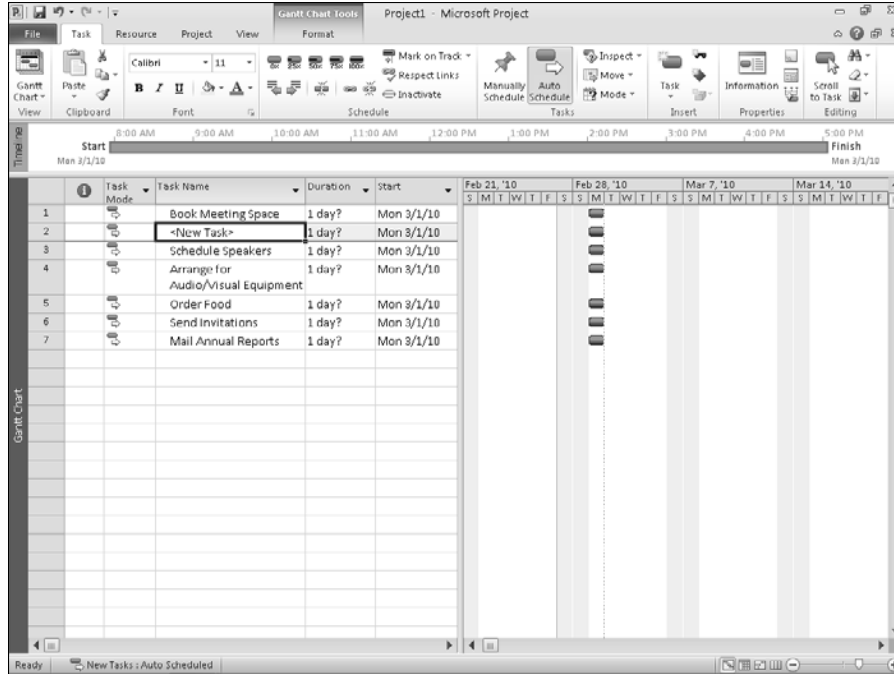 Gantt Chart Tools Project1 - Microsoft Project
File Task Resource Project View Format
Gantt Chart
Paste
Calibri 11
B I U A
0% 25% 50% 75% 100%
Mark on Track
Respect Links
Inactivate
Manually Schedule
Auto Schedule
Inspect
Move
Mode
Task
Information
Scroll to Task
View Clipboard Font Schedule Tasks Insert Properties Editing
Timeline
8:00 AM 9:00 AM 10:00 AM 11:00 AM 12:00 PM 1:00 PM 2:00 PM 3:00 PM 4:00 PM 5:00 PM
Start Finish
Mon 3/1/10 Mon 3/1/10
Task Mode Task Name Duration Start
Feb 21, '10 Feb 28, '10 Mar 7, '10 Mar 14, '10
S M T W T F S S M T W T F S S M T W T F S S M T W T F
1 Book Meeting Space 1 day? Mon 3/1/10
2 <New Task> 1 day? Mon 3/1/10
3 Schedule Speakers 1 day? Mon 3/1/10
4 Arrange for 1 day? Mon 3/1/10
Audio/Visual Equipment
5 Order Food 1 day? Mon 3/1/10
6 Send Invitations 1 day? Mon 3/1/10
7 Mail Annual Reports 1 day? Mon 3/1/10
Gantt Chart
Ready New Tasks : Auto Scheduled